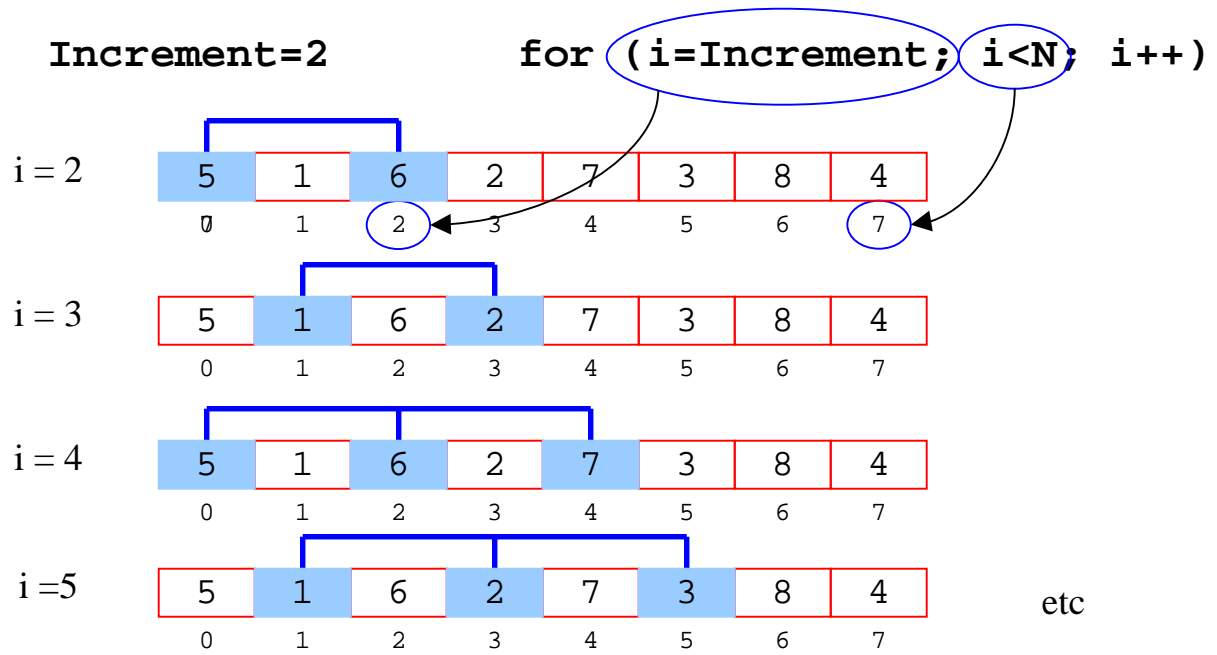 Increment=2 for (i=Increment; i<N; i++)
i = 2 5 1 6 2 7 3 8 4
0 1 2 3 4 5 6 7
i = 3 5 1 6 2 7 3 8 4
0 1 2 3 4 5 6 7
i = 4 5 1 6 2 7 3 8 4
0 1 2 3 4 5 6 7
i =5 5 1 6 2 7 3 8 4 etc
0 1 2 3 4 5 6 7